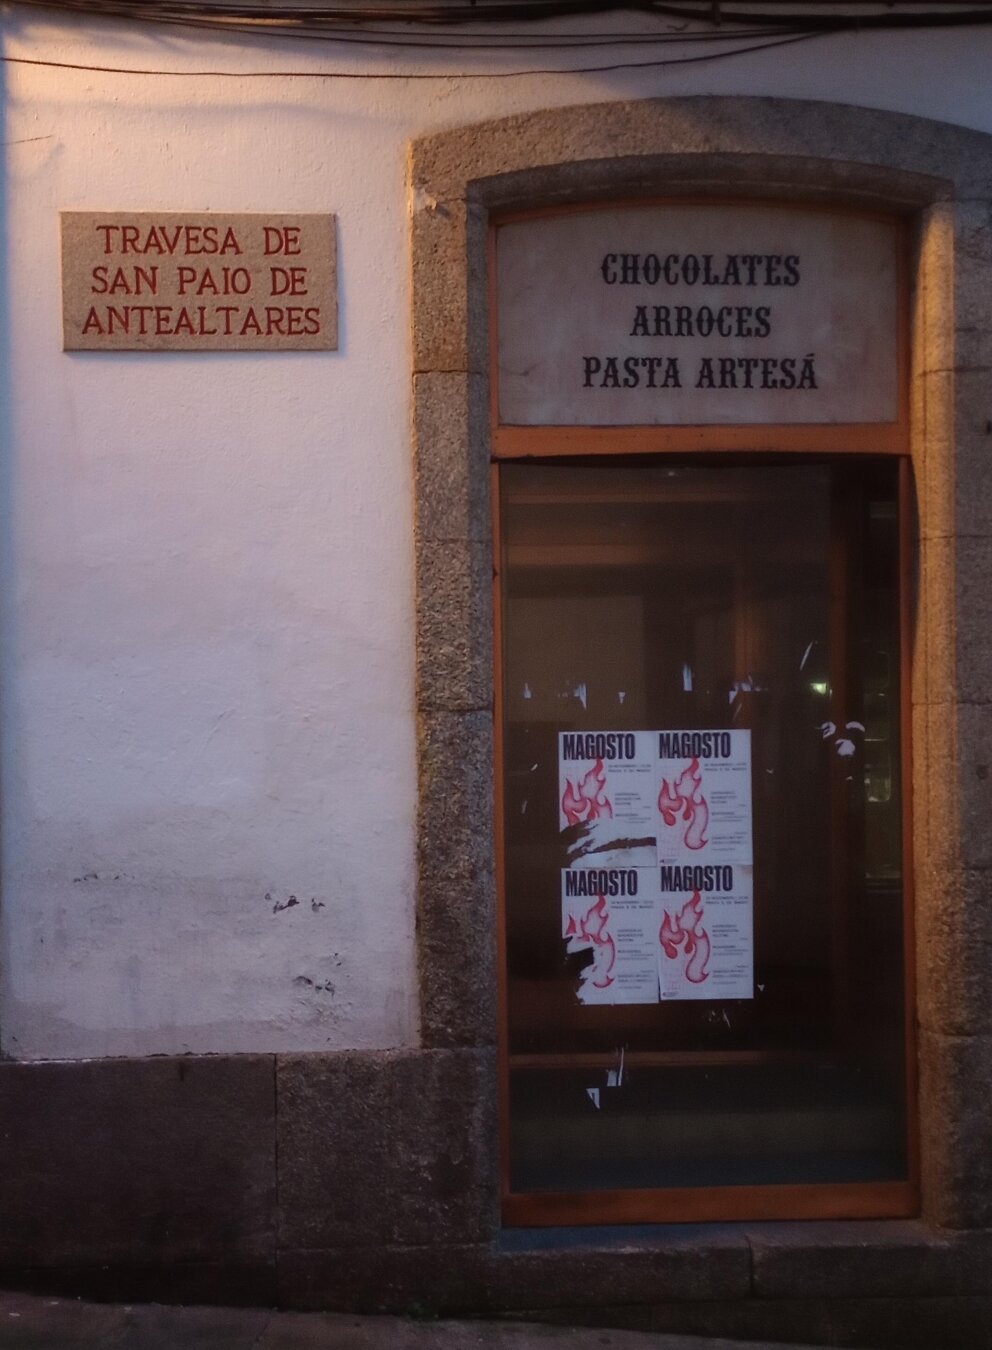 TRAVESA DE
SAN PAIO DE
ANTEALTARES
CHOCOLATES
ARROCES
PASTA ARTESÁ
MAGOSTO
MAGOSTO
MAGOSTO
MAGOSTO